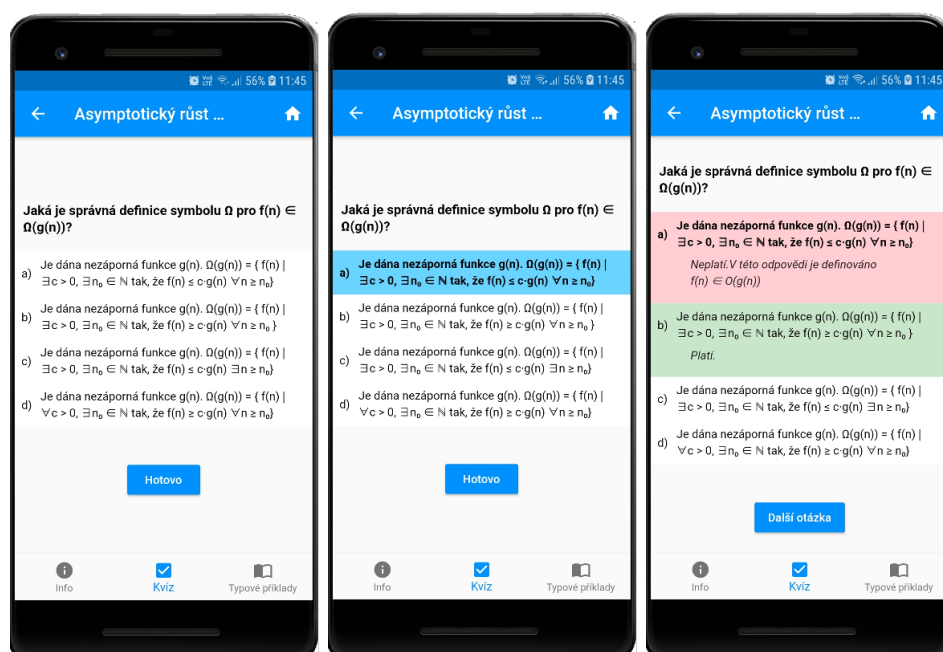 56% 11:45
Asymptotický růst ...
Jaká je správná definice symbolu Ω pro f(n) ∈
Ω(g(n))?
a) Je dána nezáporná funkce g(n). Ω(g(n)) = { f(n) |
∃c > 0, ∃n₀ ∈ ℕ tak, že f(n) ≤ c·g(n) ∀n ≥ n₀}
b) Je dána nezáporná funkce g(n). Ω(g(n)) = { f(n) |
∃c > 0, ∃n₀ ∈ ℕ tak, že f(n) ≥ c·g(n) ∀n ≥ n₀ }
c) Je dána nezáporná funkce g(n). Ω(g(n)) = { f(n) |
∃c > 0, ∃n₀ ∈ ℕ tak, že f(n) ≤ c·g(n) ∃n ≥ n₀}
d) Je dána nezáporná funkce g(n). Ω(g(n)) = { f(n) |
∀c > 0, ∃n₀ ∈ ℕ tak, že f(n) ≥ c·g(n) ∀n ≥ n₀}
Hotovo
Info Kvíz Typové příklady
56% 11:45
Asymptotický růst ...
Jaká je správná definice symbolu Ω pro f(n) ∈
Ω(g(n))?
a) Je dána nezáporná funkce g(n). Ω(g(n)) = { f(n) |
∃c > 0, ∃n₀ ∈ ℕ tak, že f(n) ≤ c·g(n) ∀n ≥ n₀}
b) Je dána nezáporná funkce g(n). Ω(g(n)) = { f(n) |
∃c > 0, ∃n₀ ∈ ℕ tak, že f(n) ≥ c·g(n) ∀n ≥ n₀ }
c) Je dána nezáporná funkce g(n). Ω(g(n)) = { f(n) |
∃c > 0, ∃n₀ ∈ ℕ tak, že f(n) ≤ c·g(n) ∃n ≥ n₀}
d) Je dána nezáporná funkce g(n). Ω(g(n)) = { f(n) |
∀c > 0, ∃n₀ ∈ ℕ tak, že f(n) ≥ c·g(n) ∀n ≥ n₀}
Hotovo
Info Kvíz Typové příklady
56% 11:45
Asymptotický růst ...
Jaká je správná definice symbolu Ω pro f(n) ∈
Ω(g(n))?
a) Je dána nezáporná funkce g(n). Ω(g(n)) = { f(n) |
∃c > 0, ∃n₀ ∈ ℕ tak, že f(n) ≤ c·g(n) ∀n ≥ n₀}
Neplatí.V této odpovědi je definováno
f(n) ∈ O(g(n))
b) Je dána nezáporná funkce g(n). Ω(g(n)) = { f(n) |
∃c > 0, ∃n₀ ∈ ℕ tak, že f(n) ≥ c·g(n) ∀n ≥ n₀ }
Platí.
c) Je dána nezáporná funkce g(n). Ω(g(n)) = { f(n) |
∃c > 0, ∃n₀ ∈ ℕ tak, že f(n) ≤ c·g(n) ∃n ≥ n₀}
d) Je dána nezáporná funkce g(n). Ω(g(n)) = { f(n) |
∀c > 0, ∃n₀ ∈ ℕ tak, že f(n) ≥ c·g(n) ∀n ≥ n₀}
Další otázka
Info Kvíz Typové příklady